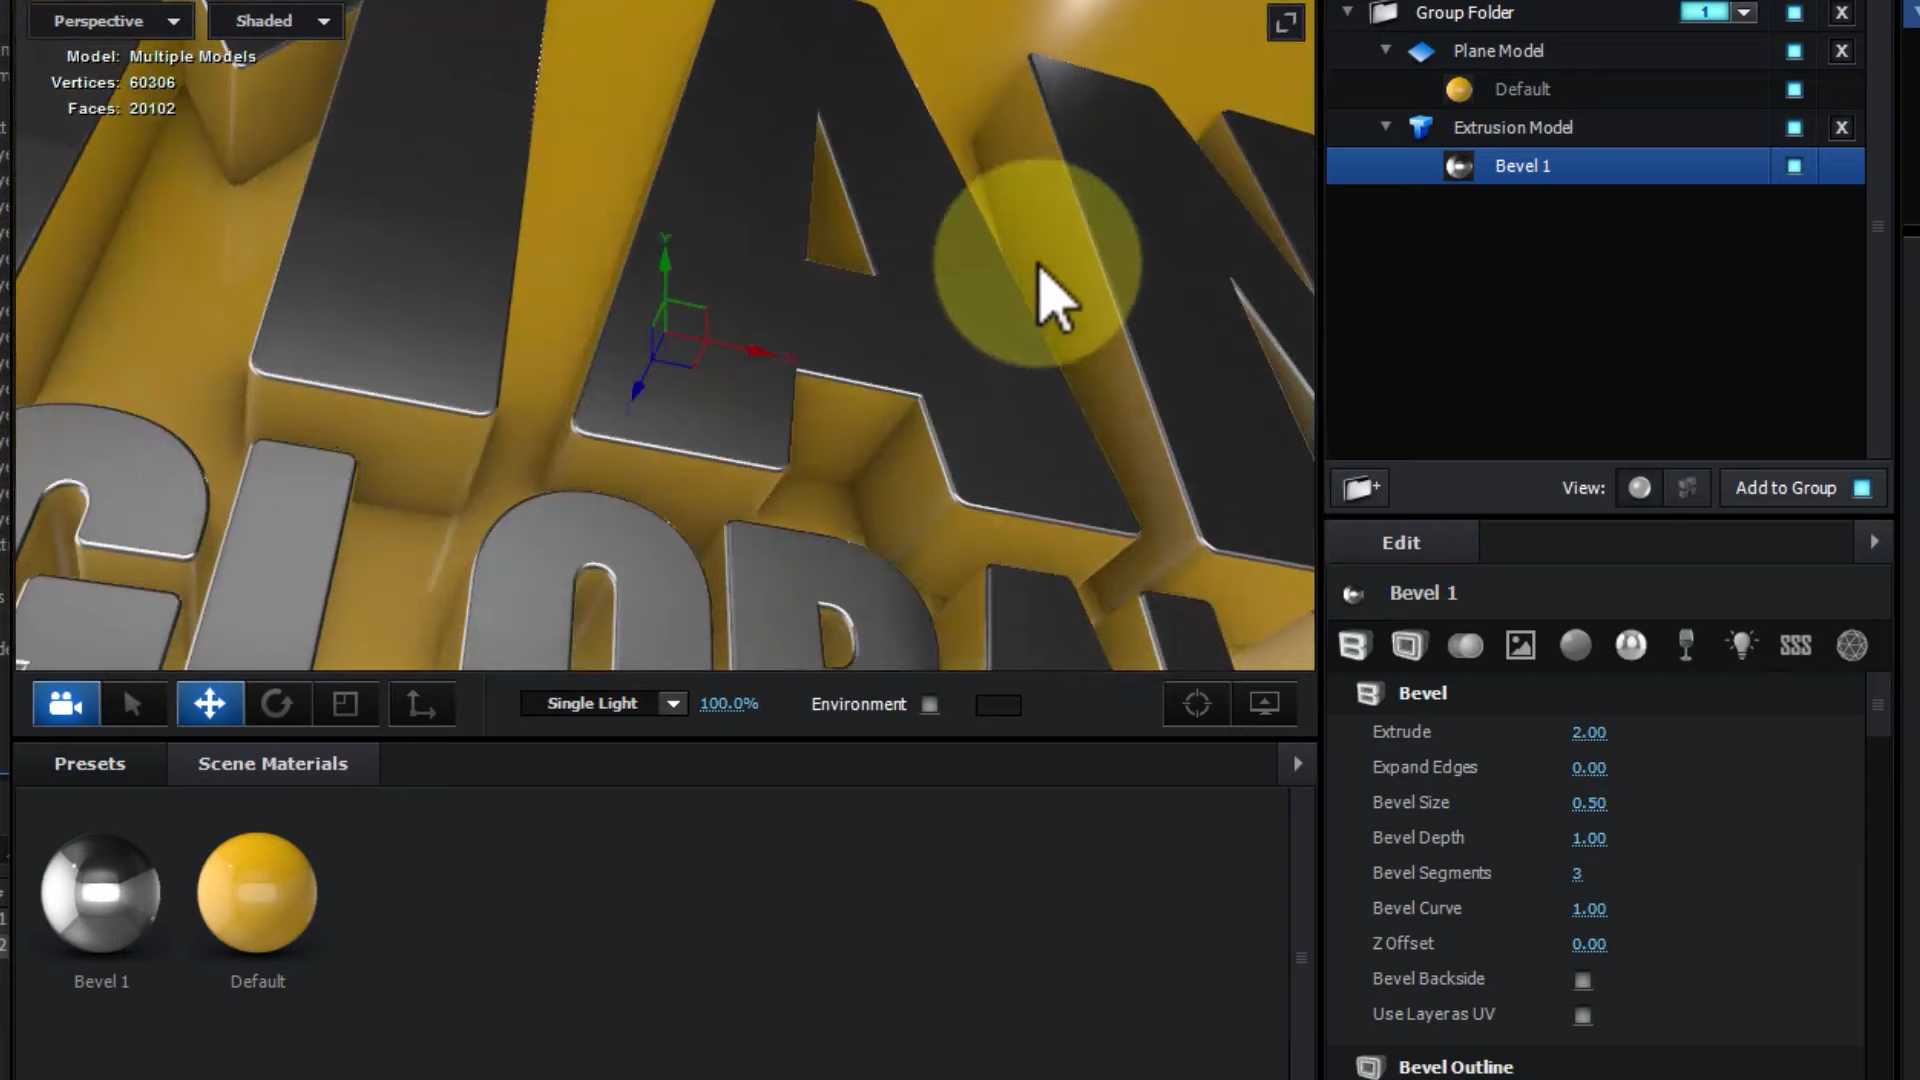 Perspective
Shaded
Model: Multiple Models
Vertices: 60306
Faces: 20102
Y
X
Group Folder
1
X
Plane Model
X
Default
Extrusion Model
X
Bevel 1
View:
Add to Group
Edit
Bevel 1
SSS
Bevel
Extrude 2.00
Expand Edges 0.00
Bevel Size 0.50
Bevel Depth 1.00
Bevel Segments 3
Bevel Curve 1.00
Z Offset 0.00
Bevel Backside
Use Layer as UV
Bevel Outline
Single Light
100.0%
Environment
Presets
Scene Materials
Bevel 1
Default